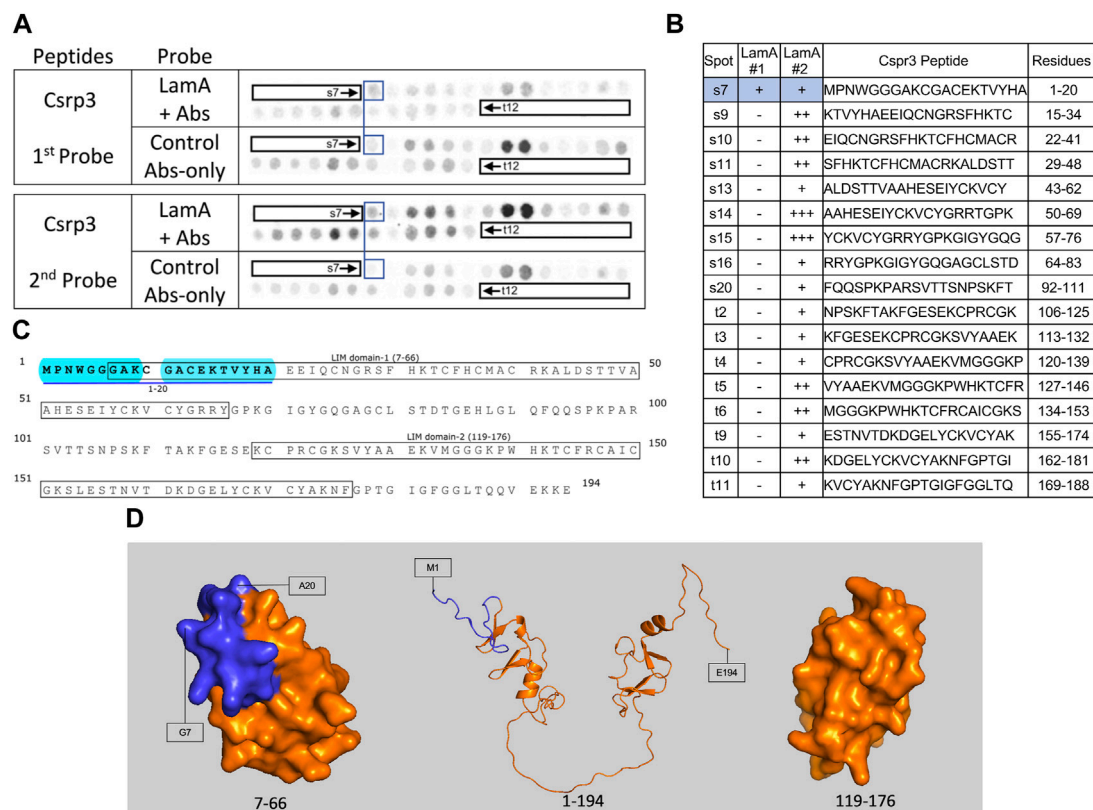 A
Peptides Probe
Csrp3
LamA
+ Abs
s7
t12
1st Probe
Control
Abs-only
s7
t12
Csrp3
LamA
+ Abs
s7
t12
2nd Probe
Control
Abs-only
s7
t12
B
Spot LamA #1 LamA #2 Cspr3 Peptide Residues
s7 + + MPNWGGGAKCGACEKTVYHA 1-20
s9 - ++ KTVYHAEEIQCNGRSFHKTC 15-34
s10 - ++ EIQCNGRSFHKTCFHCMACR 22-41
s11 - ++ SFHKTCFHCMACRKALDSTT 29-48
s13 - + ALDSTTVAAHESEIYCKVCY 43-62
s14 - +++ AAHESEIYCKVCYGRRTGPK 50-69
s15 - +++ YCKVCYGRRYGPKGIGYGQG 57-76
s16 - + RRYGPKGIGYGQGAGCLSTD 64-83
s20 - + FQQSPKPARSVTTSNPSKFT 92-111
t2 - + NPSKFTAKFGESEKCPRCGK 106-125
t3 - + KFGESEKCPRCGKSVYAAEK 113-132
t4 - + CPRCGKSVYAAEKVMGGGKP 120-139
t5 - ++ VYAAEKVMGGGKPWHKTCFR 127-146
t6 - ++ MGGGKPWHKTCFRCAICGKS 134-153
t9 - + ESTNVTDKDGELYCKVCYAK 155-174
t10 - ++ KDGELYCKVCYAKNFGPTGI 162-181
t11 - + KVCYAKNFGPTGIGFGGLTQ 169-188
C
LIM domain-1 (7-66)
1 MPNWGGGAKC GACEKTVYHA EEIQCNGRSF HKTCFHCMAC RKALDSTTVA 50
1-20
51 AHESEIYCKV CYGRRYGPKG IGYGQGAGCL STDTGEHLGL QFQQSPKPAR 100
LIM domain-2 (119-176)
101 SVTTSNPSKF TAKFGESEKC PRCGKSVYAA EKVMGGGKPW HKTCFRCAIC 150
151 GKSLESTNVT DKDGELYCKV CYAKNFGPTG IGFGGLTQQV EKKE 194
D
A20
M1
E194
G7
7-66 1-194 119-176